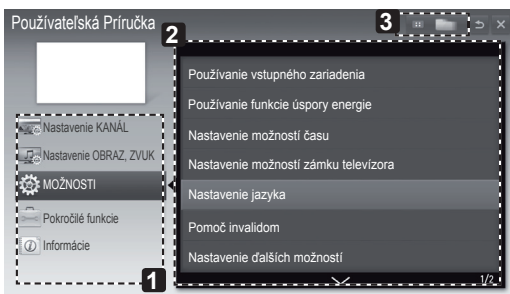 Používateľská Príručka
3
2
Používanie vstupného zariadenia
Používanie funkcie úspory energie
Nastavenie možností času
Nastavenie možností zámku televízora
Nastavenie jazyka
Pomoč invalidom
Nastavenie ďalších možností
1/2
Nastavenie KANÁL
Nastavenie OBRAZ, ZVUK
MOŽNOSTI
Pokročilé funkcie
Informácie
1